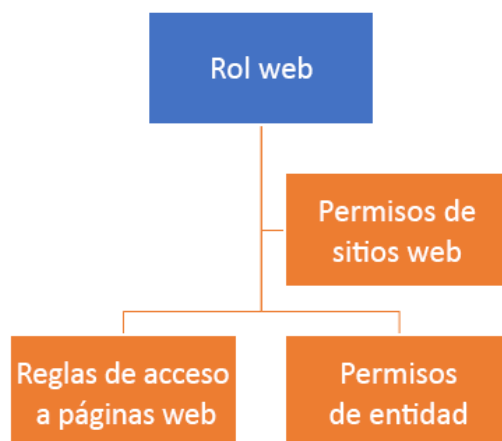 Rol web
Permisos de
sitios web
Reglas de acceso
a páginas web
Permisos
de entidad